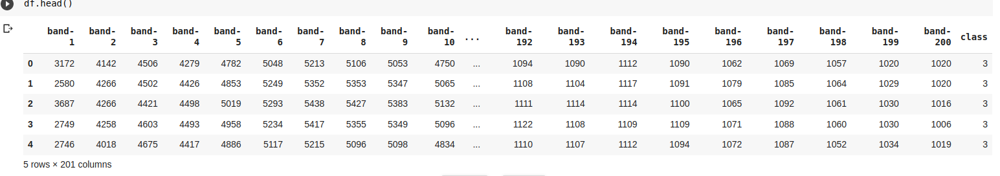 df.head()
band-1 band-2 band-3 band-4 band-5 band-6 band-7 band-8 band-9 band-10 ... band-192 band-193 band-194 band-195 band-196 band-197 band-198 band-199 band-200 class
0 3172 4142 4506 4279 4782 5048 5213 5106 5053 4750 ... 1094 1090 1112 1090 1062 1069 1057 1020 1020 3
1 2580 4266 4502 4426 4853 5249 5352 5353 5347 5065 ... 1108 1104 1117 1091 1079 1085 1064 1029 1020 3
2 3687 4266 4421 4498 5019 5293 5438 5427 5383 5132 ... 1111 1114 1114 1100 1065 1092 1061 1030 1016 3
3 2749 4258 4603 4493 4958 5234 5417 5355 5349 5096 ... 1122 1108 1109 1109 1071 1088 1060 1030 1006 3
4 2746 4018 4675 4417 4886 5117 5215 5096 5098 4834 ... 1110 1107 1112 1094 1072 1087 1052 1034 1019 3
5 rows × 201 columns